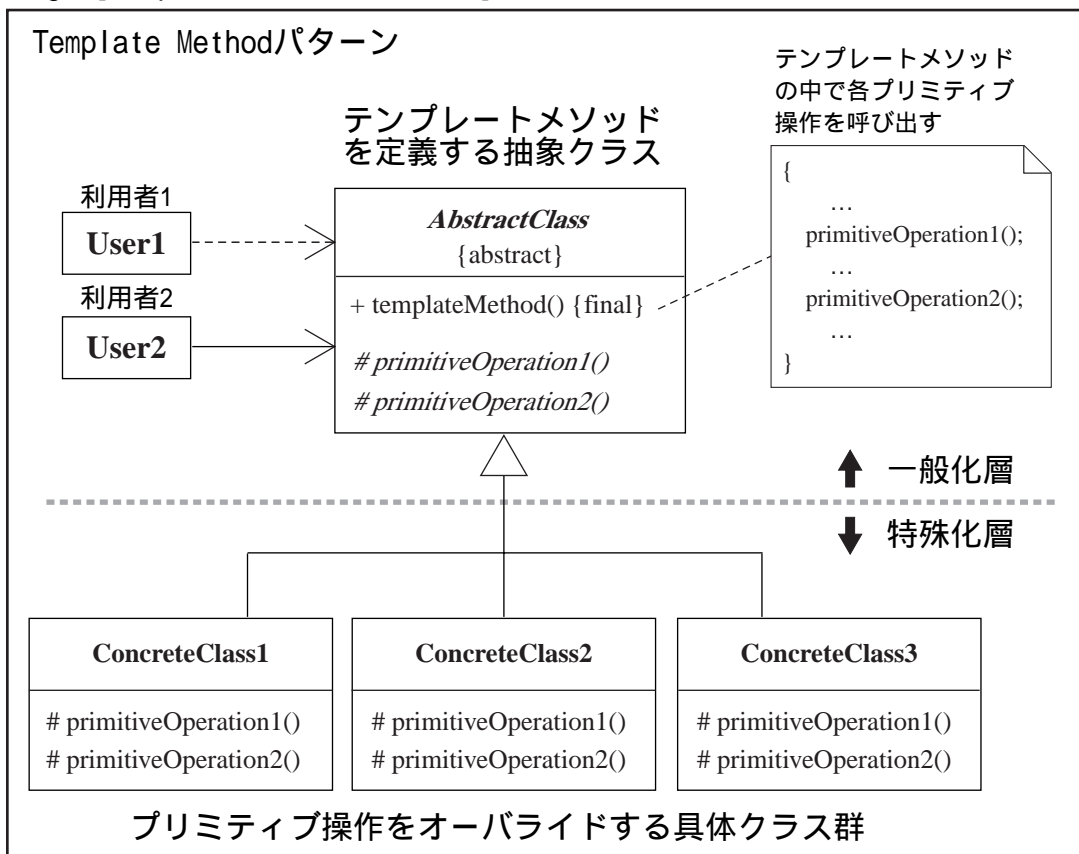 Template Methodパターン
テンプレートメソッド
の中で各プリミティブ
操作を呼び出す
テンプレートメソッド
を定義する抽象クラス
{
…
primitiveOperation1();
…
primitiveOperation2();
…
}
利用者1
User1
利用者2
User2
AbstractClass
{abstract}
+ templateMethod() {final}
# primitiveOperation1()
# primitiveOperation2()
一般化層
特殊化層
ConcreteClass1
# primitiveOperation1()
# primitiveOperation2()
ConcreteClass2
# primitiveOperation1()
# primitiveOperation2()
ConcreteClass3
# primitiveOperation1()
# primitiveOperation2()
プリミティブ操作をオーバライドする具体クラス群